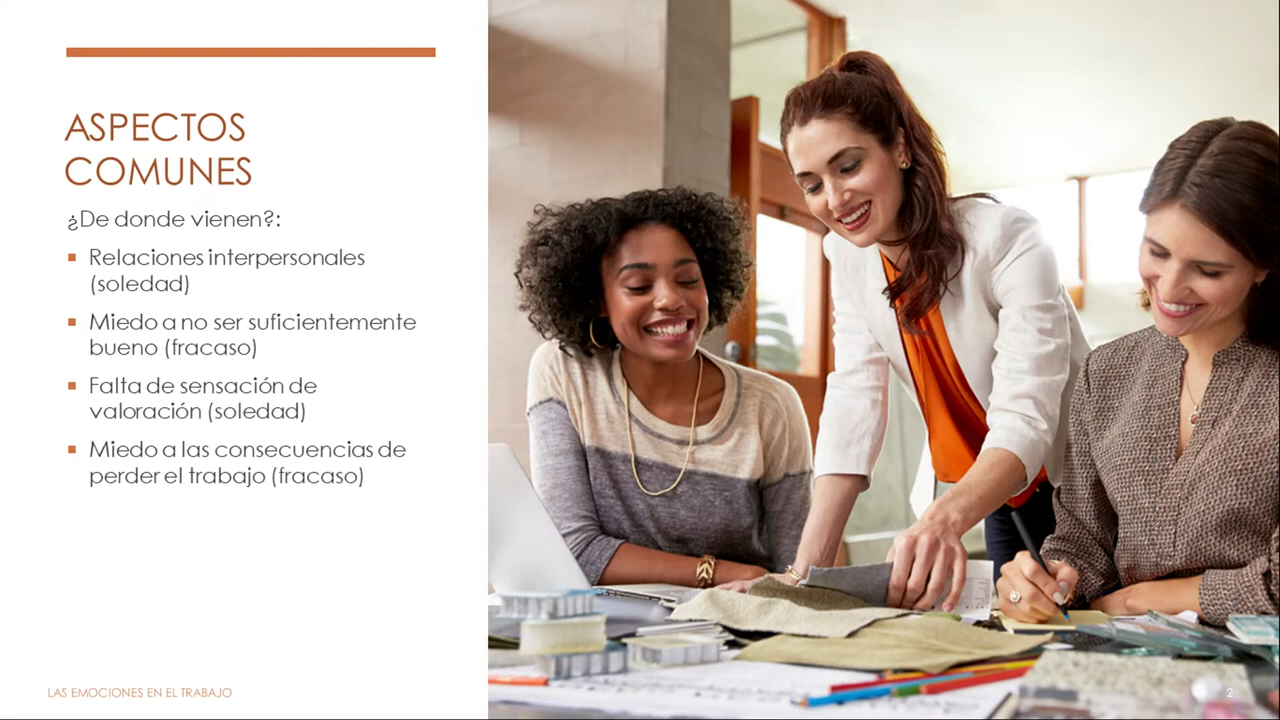 ASPECTOS
COMUNES
¿De donde vienen?:
Relaciones interpersonales
(soledad)
Miedo a no ser suficientemente
bueno (fracaso)
Falta de sensación de
valoración (soledad)
Miedo a las consecuencias de
perder el trabajo (fracaso)
LAS EMOCIONES EN EL TRABAJO
2